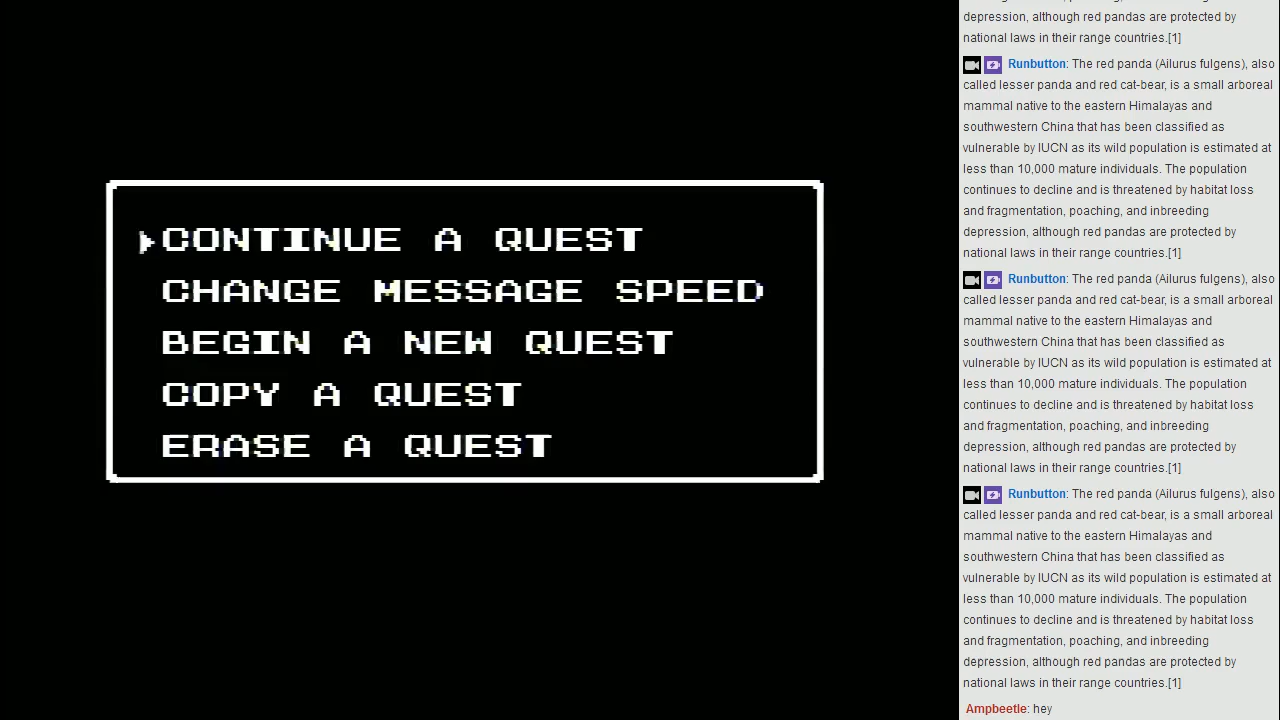 CONTINUE A QUEST
CHANGE MESSAGE SPEED
BEGIN A NEW QUEST
COPY A QUEST
ERASE A QUEST
depression, although red pandas are protected by
national laws in their range countries.[1]
Runbutton: The red panda (Ailurus fulgens), also
called lesser panda and red cat-bear, is a small arboreal
mammal native to the eastern Himalayas and
southwestern China that has been classified as
vulnerable by IUCN as its wild population is estimated at
less than 10,000 mature individuals. The population
continues to decline and is threatened by habitat loss
and fragmentation, poaching, and inbreeding
depression, although red pandas are protected by
national laws in their range countries.[1]
Runbutton: The red panda (Ailurus fulgens), also
called lesser panda and red cat-bear, is a small arboreal
mammal native to the eastern Himalayas and
southwestern China that has been classified as
vulnerable by IUCN as its wild population is estimated at
less than 10,000 mature individuals. The population
continues to decline and is threatened by habitat loss
and fragmentation, poaching, and inbreeding
depression, although red pandas are protected by
national laws in their range countries.[1]
Runbutton: The red panda (Ailurus fulgens), also
called lesser panda and red cat-bear, is a small arboreal
mammal native to the eastern Himalayas and
southwestern China that has been classified as
vulnerable by IUCN as its wild population is estimated at
less than 10,000 mature individuals. The population
continues to decline and is threatened by habitat loss
and fragmentation, poaching, and inbreeding
depression, although red pandas are protected by
national laws in their range countries.[1]
Ampbeetle: hey